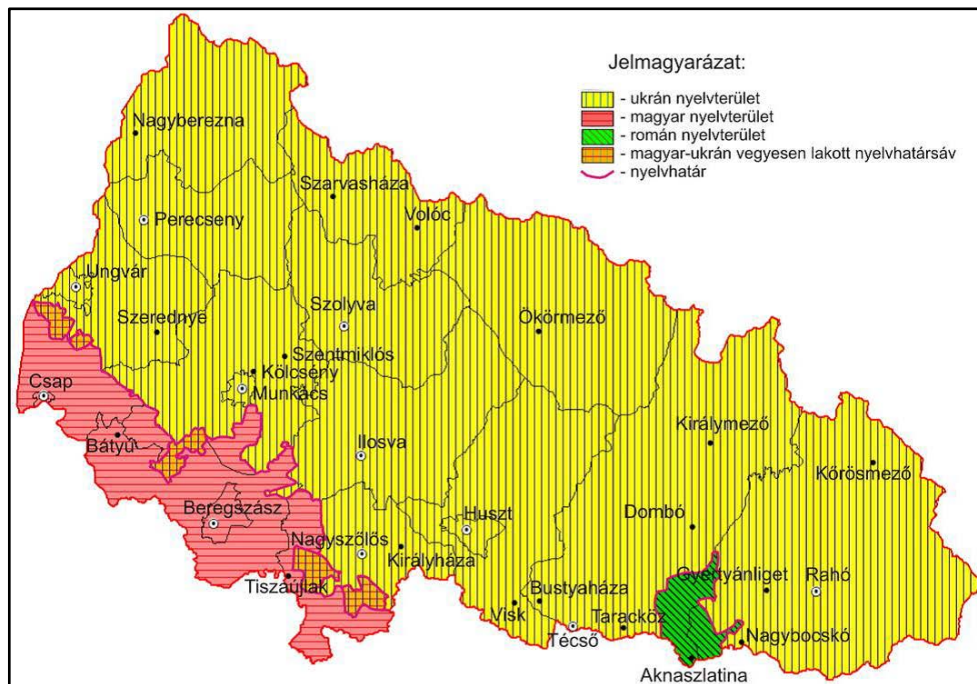 Jelmagyarázat:
- ukrán nyelvterület
- magyar nyelvterület
- román nyelvterület
- magyar-ukrán vegyesen lakott nyelvhatársáv
- nyelvhatár
Nagyberezna
Szarvasháza
Volóc
Perecseny
Ungvár
Szerednye
Szolyva
Ökörmező
Szentmiklós
Kölcsény
Munkács
Csap
Bátyú
Ilosva
Királymező
Kőrösmező
Beregszász
Huszt
Dombó
Nagyszőlős
Királyháza
Tiszaújlak
Gyertyánliget
Rahó
Bustyaháza
Visk
Taracköz
Técső
Nagybocskó
Aknaszlatina